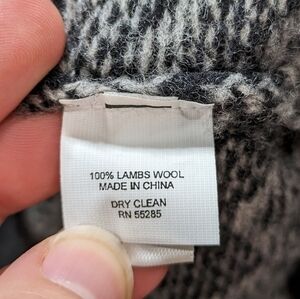 100% LAMBS WOOL
MADE IN CHINA
DRY CLEAN
RN 55285